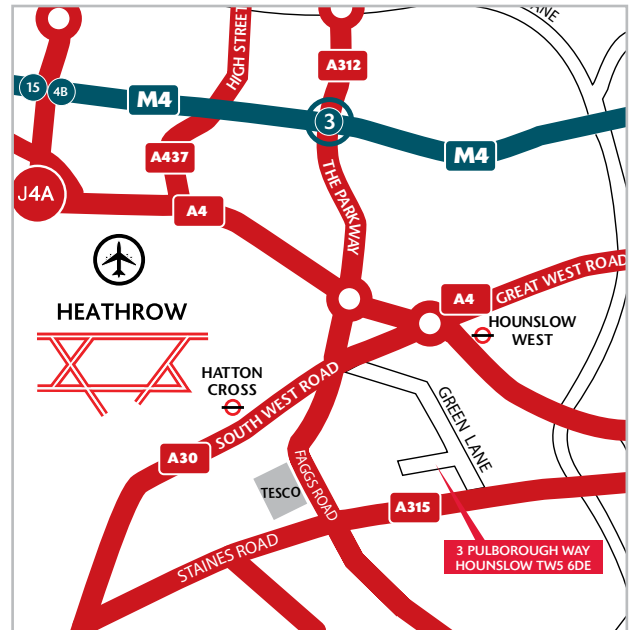 ANE
A312
HIGH STREET
15
4B
M4
3
M4
A437
THE PARKWAY
J4A
A4
GREAT WEST ROAD
A4
HEATHROW
HOUNSLOW
WEST
HATTON
CROSS
SOUTH WEST ROAD
GREEN LANE
A30
FAGGS ROAD
TESCO
A315
STAINES ROAD
3 PULBOROUGH WAY
HOUNSLOW TW5 6DE